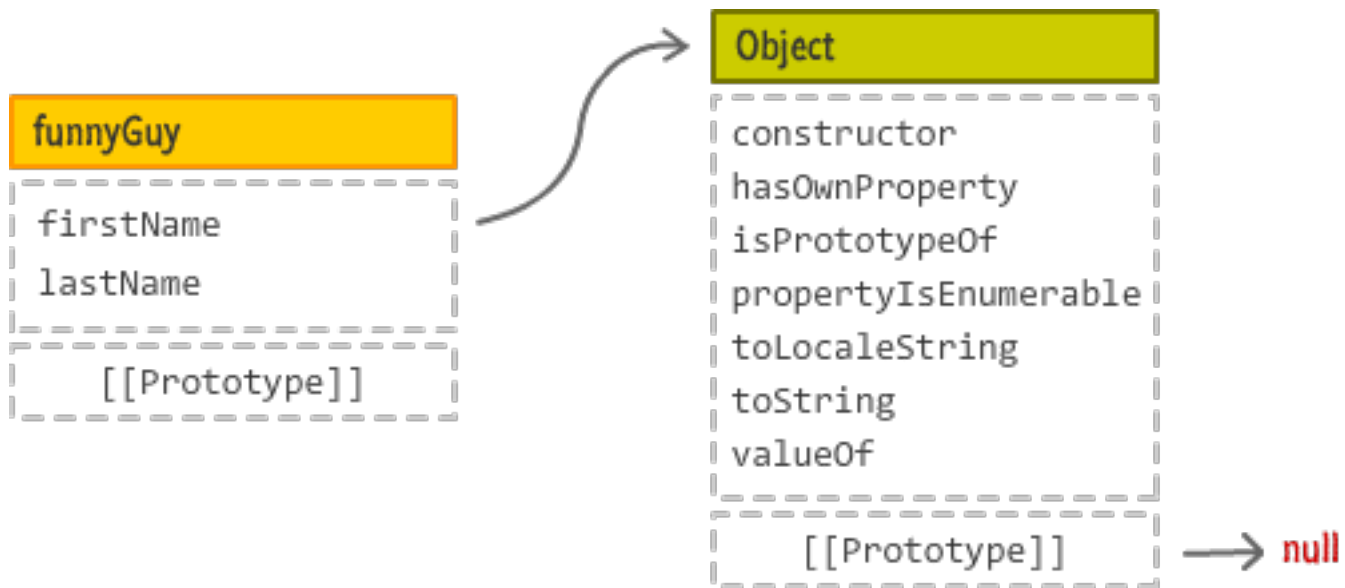 funnyGuy
firstName
lastName
[[Prototype]]
Object
constructor
hasOwnProperty
isPrototypeOf
propertyIsEnumerable
toLocaleString
toString
valueOf
[[Prototype]]
null